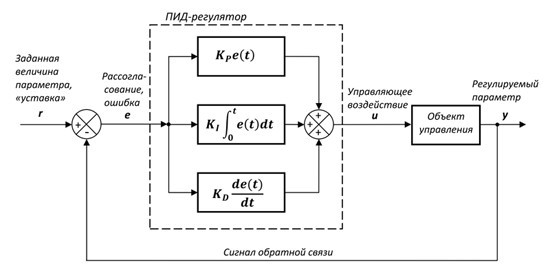 ПИД-регулятор
Заданная
величина
параметра,
«уставка»
r
Рассогла-
сование,
ошибка
e
K_P e(t)
K_I ∫_0^t e(t)dt
K_D de(t)/dt
Управляющее
воздействие
u
Объект
управления
Регулируемый
параметр
y
+
-
+
+
+
Сигнал обратной связи